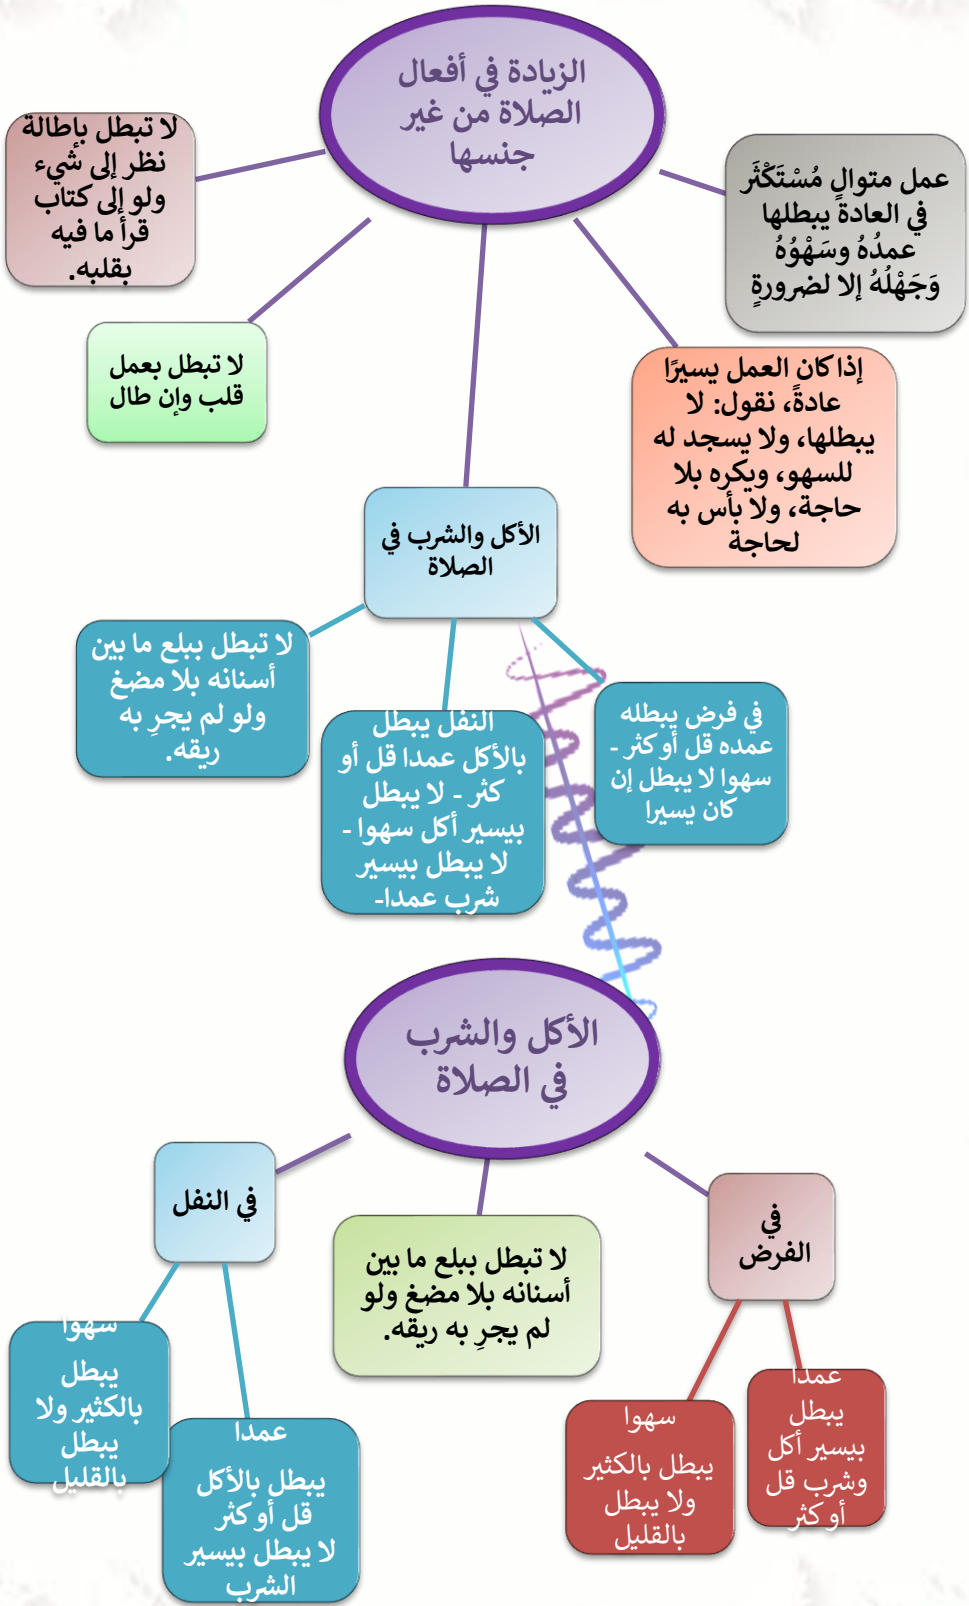 الزيادة في أفعال
الصلاة من غير
جنسها
عمل متوالٍ مُسْتَكْثَر
في العادة يبطلها
عمدُهُ وسَهْوُهُ
وَجَهْلُهُ إلا لضرورةٍ
إذا كان العمل يسيرًا
عادةً، نقول: لا
يبطلها، ولا يسجد له
للسهو، ويكره بلا
حاجة، ولا بأس به
لحاجة
الأكل والشرب في
الصلاة
في فرض يبطله
عمده قل أو كثر -
سهوا لا يبطل إن
كان يسيرا
النفل يبطل
بالأكل عمدا قل أو
كثر - لا يبطل
بيسير أكل سهوا -
لا يبطل بيسير
شرب عمدا-
لا تبطل ببلع ما بين
أسنانه بلا مضغ
ولو لم يجرِ به
ريقه.
لا تبطل بعمل
قلب وإن طال
لا تبطل بإطالة
نظر إلى شيء
ولو إلى كتاب
قرأ ما فيه
بقلبه.
الأكل والشرب
في الصلاة
في
الفرض
عمدا
يبطل
بيسير أكل
وشرب قل
أو كثر
سهوا
يبطل بالكثير
ولا يبطل
بالقليل
لا تبطل ببلع ما بين
أسنانه بلا مضغ ولو
لم يجرِ به ريقه.
في النفل
عمدا
يبطل بالأكل
قل أو كثر
لا يبطل بيسير
الشرب
سهوا
يبطل
بالكثير ولا
يبطل
بالقليل